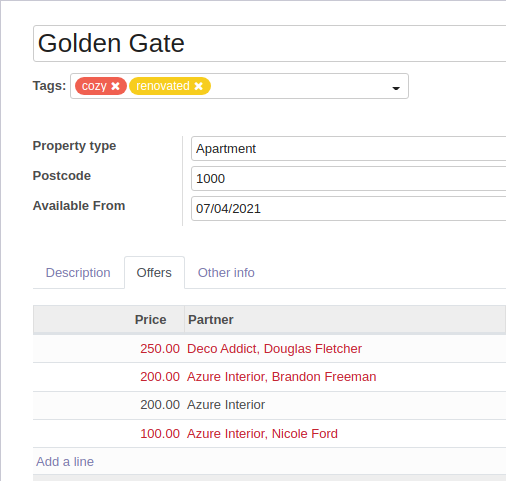 Golden Gate
Tags: cozy ✖ renovated ✖
Property type Apartment
Postcode 1000
Available From 07/04/2021
Description Offers Other info
Price Partner
250.00 Deco Addict, Douglas Fletcher
200.00 Azure Interior, Brandon Freeman
200.00 Azure Interior
100.00 Azure Interior, Nicole Ford
Add a line